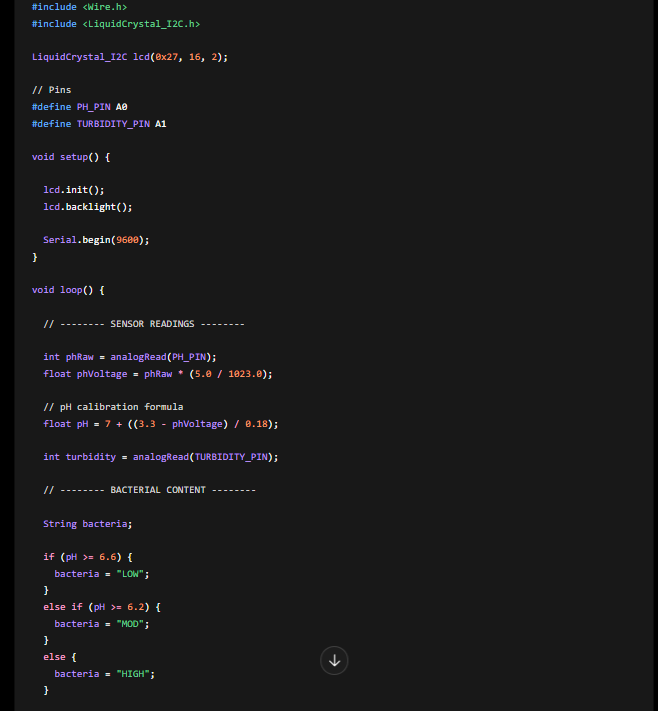 #include <Wire.h>
#include <LiquidCrystal_I2C.h>
LiquidCrystal_I2C lcd(0x27, 16, 2);
// Pins
#define PH_PIN A0
#define TURBIDITY_PIN A1
void setup() {
lcd.init();
lcd.backlight();
Serial.begin(9600);
}
void loop() {
// -------- SENSOR READINGS --------
int phRaw = analogRead(PH_PIN);
float phVoltage = phRaw * (5.0 / 1023.0);
// pH calibration formula
float pH = 7 + ((3.3 - phVoltage) / 0.18);
int turbidity = analogRead(TURBIDITY_PIN);
// -------- BACTERIAL CONTENT --------
String bacteria;
if (pH >= 6.6) {
bacteria = "LOW";
}
else if (pH >= 6.2) {
bacteria = "MOD";
}
else {
bacteria = "HIGH";
}